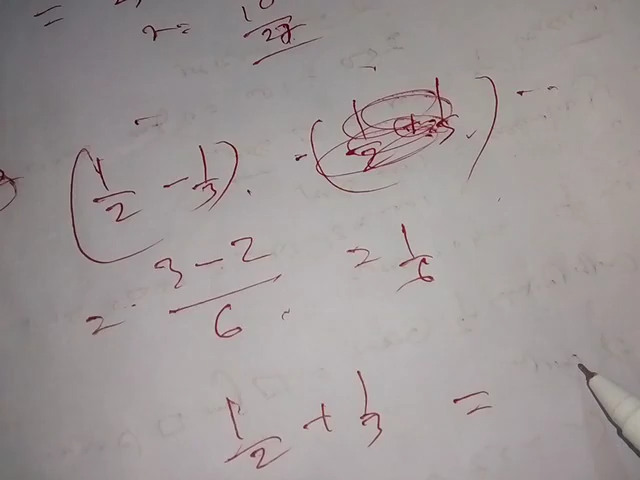 =
= 10/27
(1/2 - 1/3). - ( )
= 3 - 2/6 = 1/6
1/2 + 1/3 =